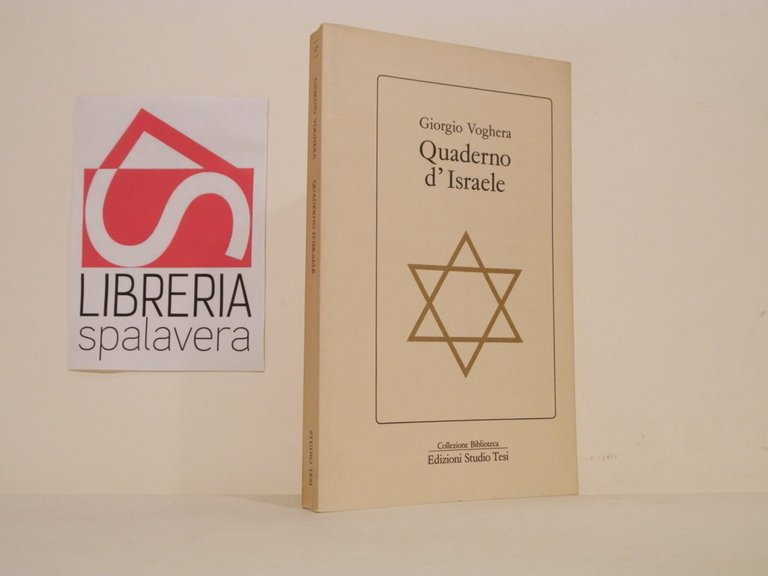 LIBRERIA
spalavera
GIORGIO VOGHERA QUADERNO D'ISRAELE STUDIO TESI
Giorgio Voghera
Quaderno
d'Israele
Collezione Biblioteca
Edizioni Studio Tesi